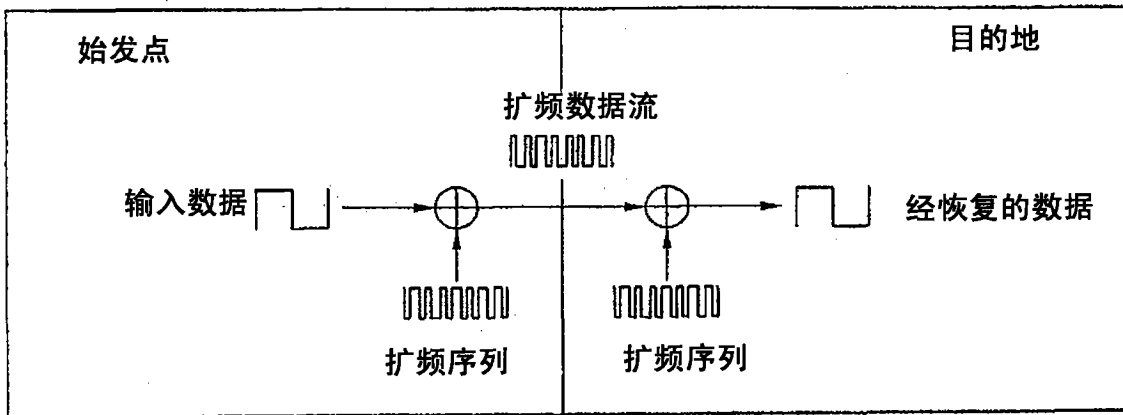 始发点
目的地
扩频数据流
输入数据
经恢复的数据
扩频序列
扩频序列